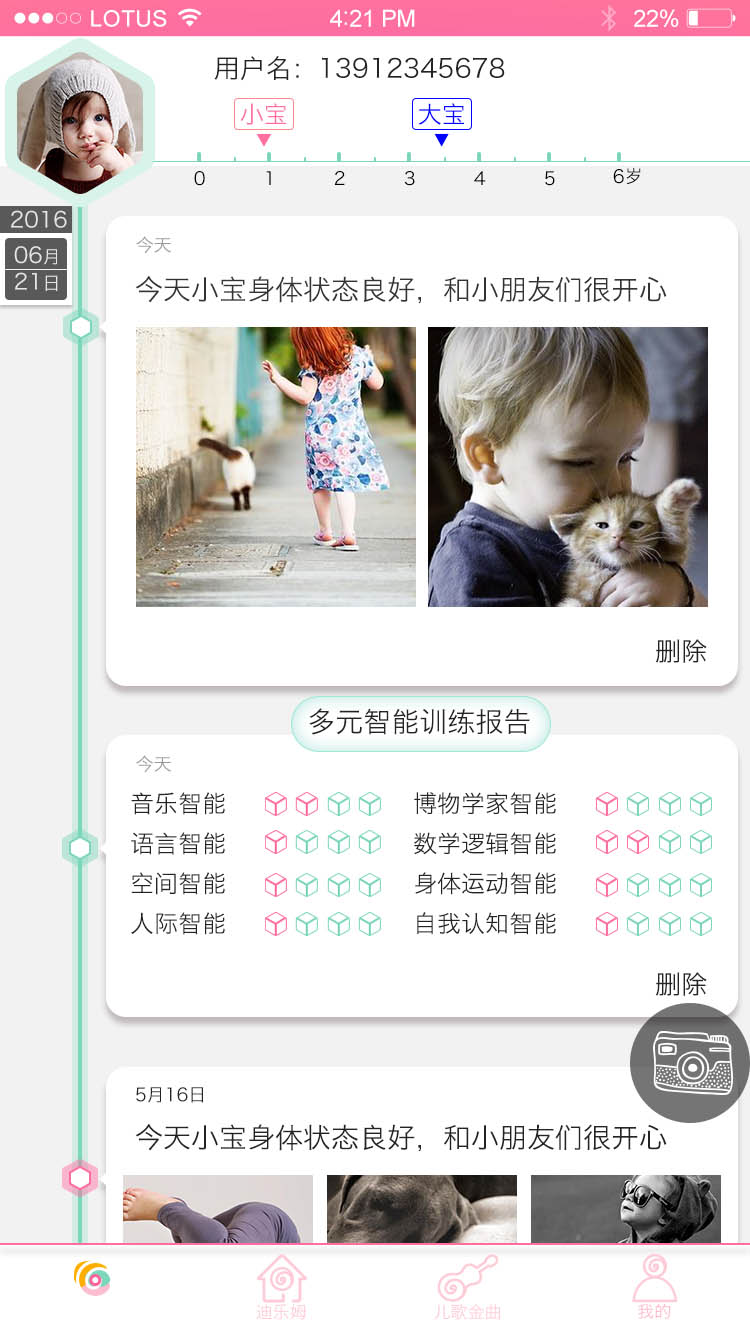 LOTUS 4:21 PM 22%
用户名：13912345678
小宝 大宝
0 1 2 3 4 5 6岁
2016
06月
21日
今天
今天小宝身体状态良好，和小朋友们很开心
删除
多元智能训练报告
今天
音乐智能 博物学家智能
语言智能 数学逻辑智能
空间智能 身体运动智能
人际智能 自我认知智能
删除
5月16日
今天小宝身体状态良好，和小朋友们很开心
迪乐姆 儿歌金曲 我的